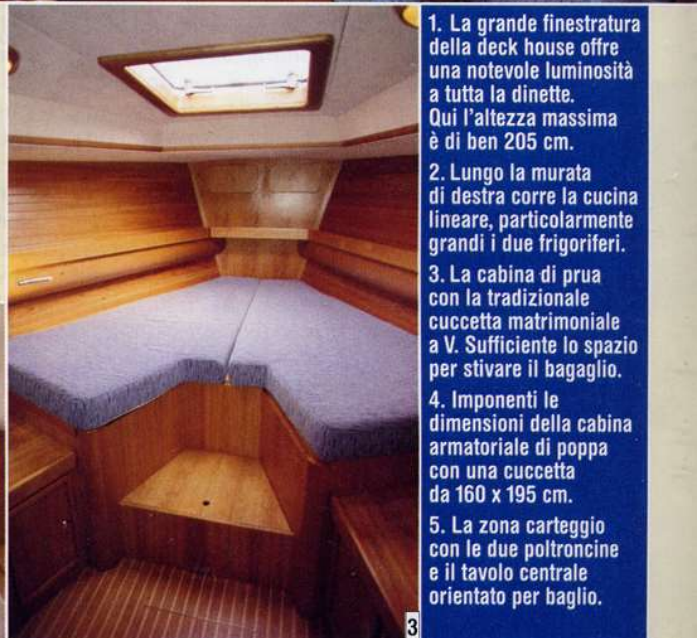 1. La grande finestratura
della deck house offre
una notevole luminosità
a tutta la dinette.
Qui l'altezza massima
è di ben 205 cm.
2. Lungo la murata
di destra corre la cucina
lineare, particolarmente
grandi i due frigoriferi.
3. La cabina di prua
con la tradizionale
cuccetta matrimoniale
a V. Sufficiente lo spazio
per stivare il bagaglio.
4. Imponenti le
dimensioni della cabina
armatoriale di poppa
con una cuccetta
da 160 x 195 cm.
5. La zona carteggio
con le due poltroncine
e il tavolo centrale
orientato per baglio.
3